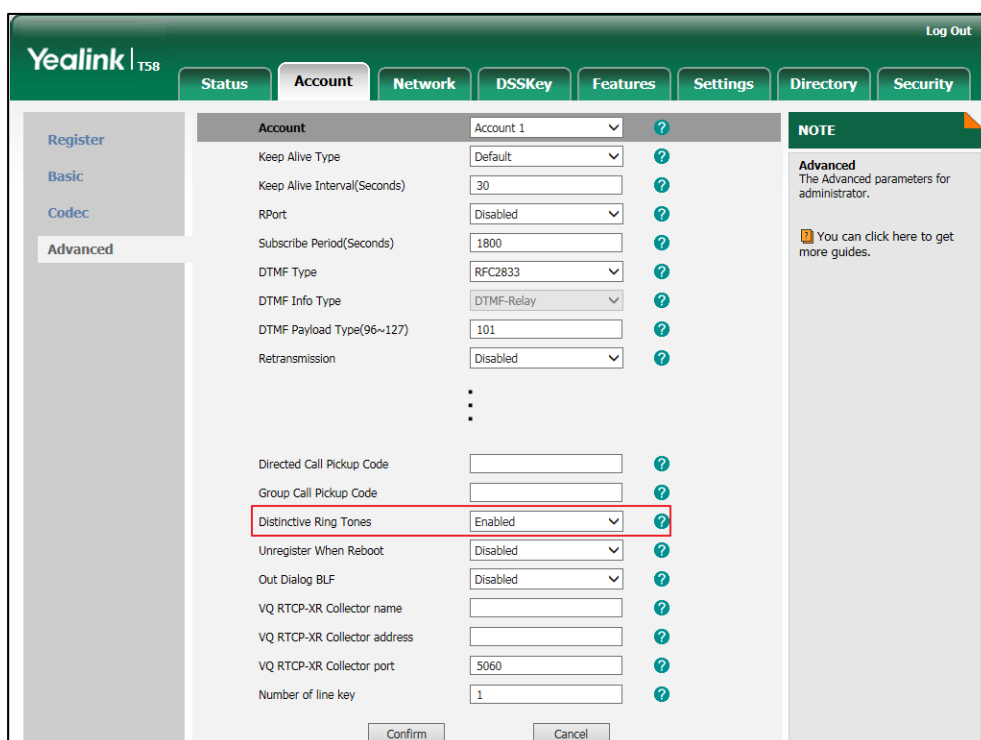 Log Out
Yealink | T58
Status Account Network DSSKey Features Settings Directory Security
Register
Basic
Codec
Advanced
Account Account 1
Keep Alive Type Default
Keep Alive Interval(Seconds) 30
RPort Disabled
Subscribe Period(Seconds) 1800
DTMF Type RFC2833
DTMF Info Type DTMF-Relay
DTMF Payload Type(96~127) 101
Retransmission Disabled
Directed Call Pickup Code
Group Call Pickup Code
Distinctive Ring Tones Enabled
Unregister When Reboot Disabled
Out Dialog BLF Disabled
VQ RTCP-XR Collector name
VQ RTCP-XR Collector address
VQ RTCP-XR Collector port 5060
Number of line key 1
Confirm Cancel
NOTE
Advanced
The Advanced parameters for
administrator.
You can click here to get
more guides.